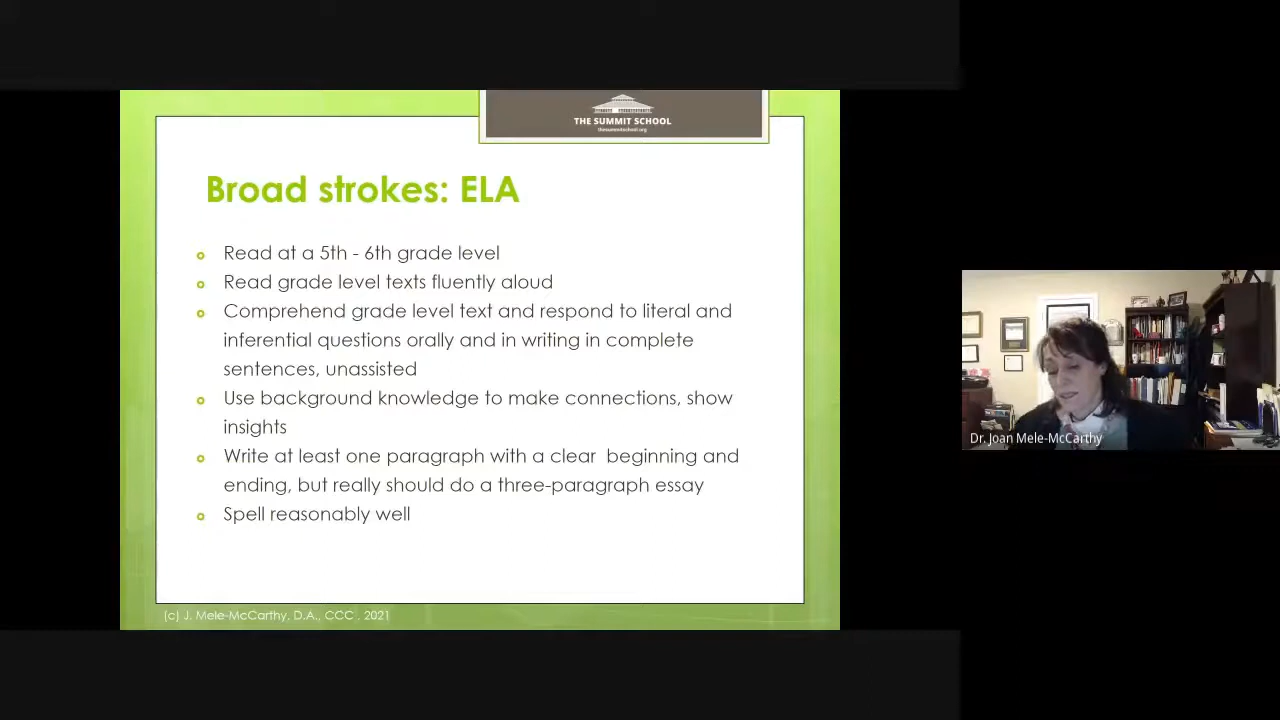 THE SUMMIT SCHOOL
thesummitschool.org
Broad strokes: ELA
Read at a 5th - 6th grade level
Read grade level texts fluently aloud
Comprehend grade level text and respond to literal and
inferential questions orally and in writing in complete
sentences, unassisted
Use background knowledge to make connections, show
insights
Write at least one paragraph with a clear beginning and
ending, but really should do a three-paragraph essay
Spell reasonably well
(c) J. Mele-McCarthy, D.A., CCC , 2021
Dr. Joan Mele-McCarthy